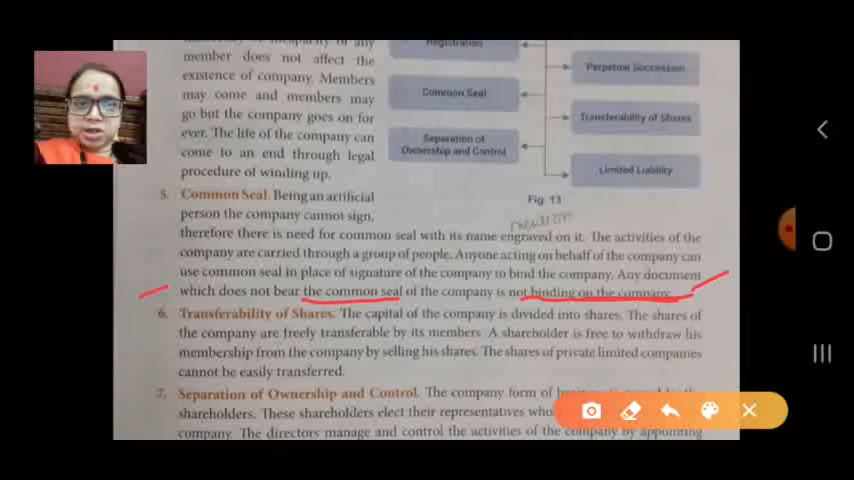 member does not affect the
existence of company. Members
may come and members may
go but the company goes on for
ever. The life of the company can
come to an end through legal
procedure of winding up.
Registration
Perpetual Succession
Common Seal
Transferability of Shares
Separation of
Ownership and Control
Limited Liability
Fig. 13
5. Common Seal. Being an artificial
person the company cannot sign,
therefore there is need for common seal with its name engraved on it. The activities of the
company are carried through a group of people. Anyone acting on behalf of the company can
use common seal in place of signature of the company to bind the company. Any document
which does not bear the common seal of the company is not binding on the company.
6. Transferability of Shares. The capital of the company is divided into shares. The shares of
the company are freely transferable by its members. A shareholder is free to withdraw his
membership from the company by selling his shares. The shares of private limited companies
cannot be easily transferred.
7. Separation of Ownership and Control. The company form of
shareholders. These shareholders elect their representatives who
company. The directors manage and control the activities of the company by appointing